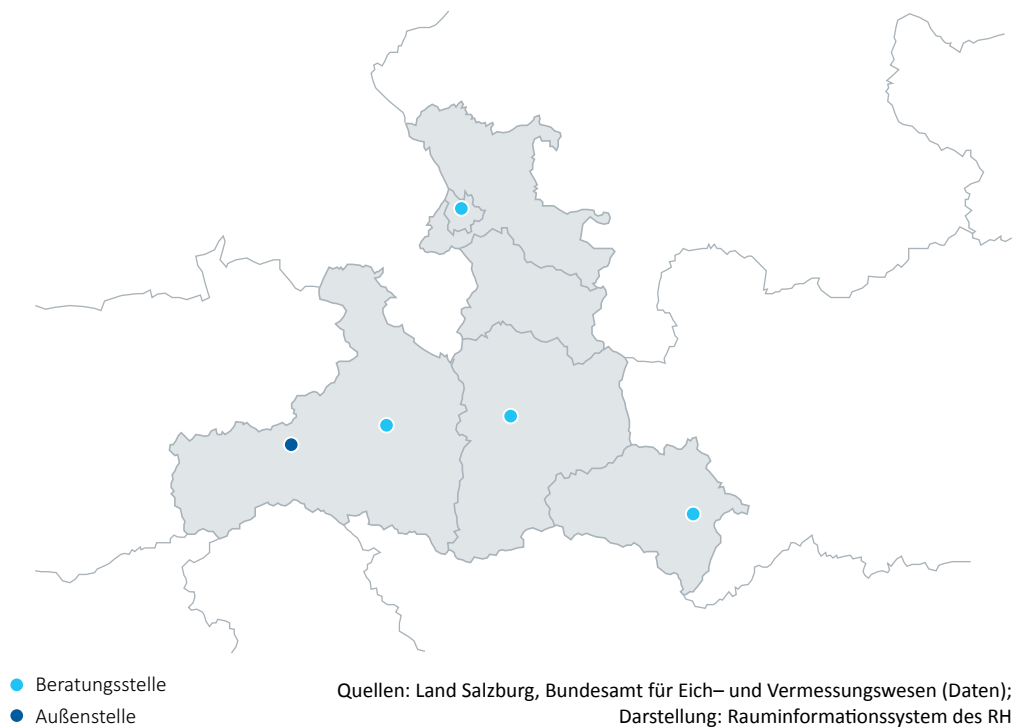 Beratungsstelle
Außenstelle
Quellen: Land Salzburg, Bundesamt für Eich– und Vermessungswesen (Daten);
Darstellung: Rauminformationssystem des RH